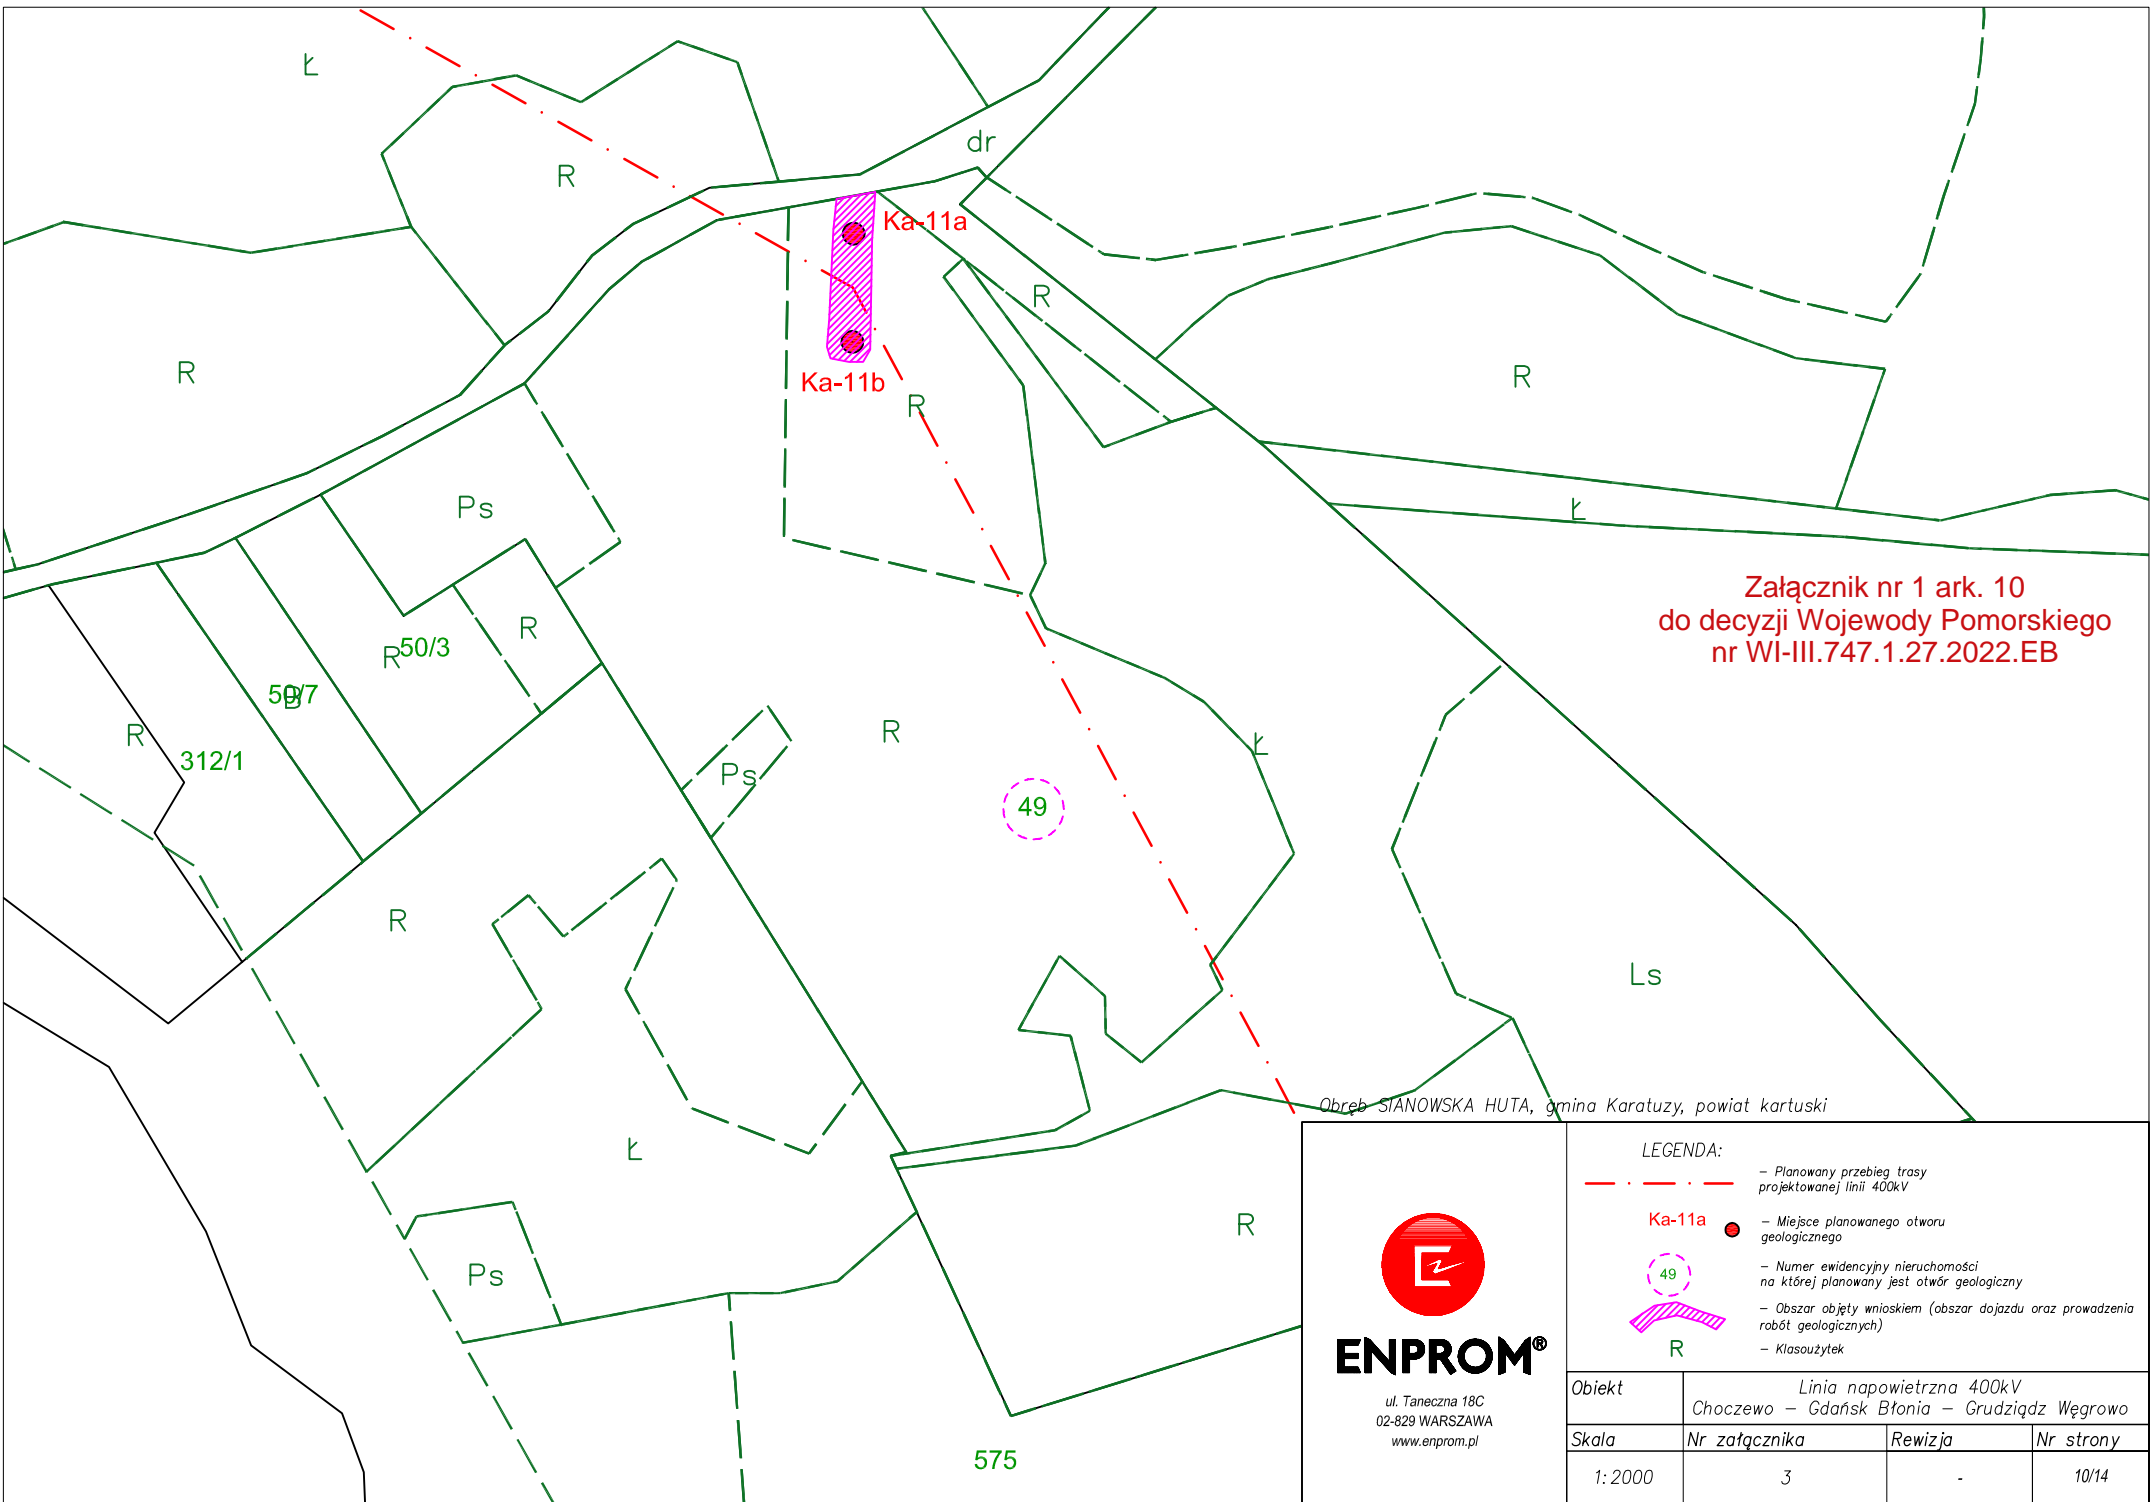 Ł
dr
R
Ka-11a
R
R
Ka-11b
R
R
Ps
Ł
Załącznik nr 1 ark. 10
do decyzji Wojewody Pomorskiego
nr WI-III.747.1.27.2022.EB
R
R
50/3
50/7
B
R
312/1
R
Ł
Ps
49
R
Ls
Obręb SIANOWSKA HUTA, gmina Karatuzy, powiat kartuski
Ł
R
Ps
575
ENPROM®
ul. Taneczna 18C
02-829 WARSZAWA
www.enprom.pl
LEGENDA:
– Planowany przebieg trasy
projektowanej linii 400kV
Ka-11a
– Miejsce planowanego otworu
geologicznego
49
– Numer ewidencyjny nieruchomości
na której planowany jest otwór geologiczny
– Obszar objęty wnioskiem (obszar dojazdu oraz prowadzenia
robót geologicznych)
R
– Klasoużytek
Obiekt
Linia napowietrzna 400kV
Choczewo – Gdańsk Błonia – Grudziądz Węgrowo
Skala Nr załącznika Rewizja Nr strony
1:2000 3 - 10/14